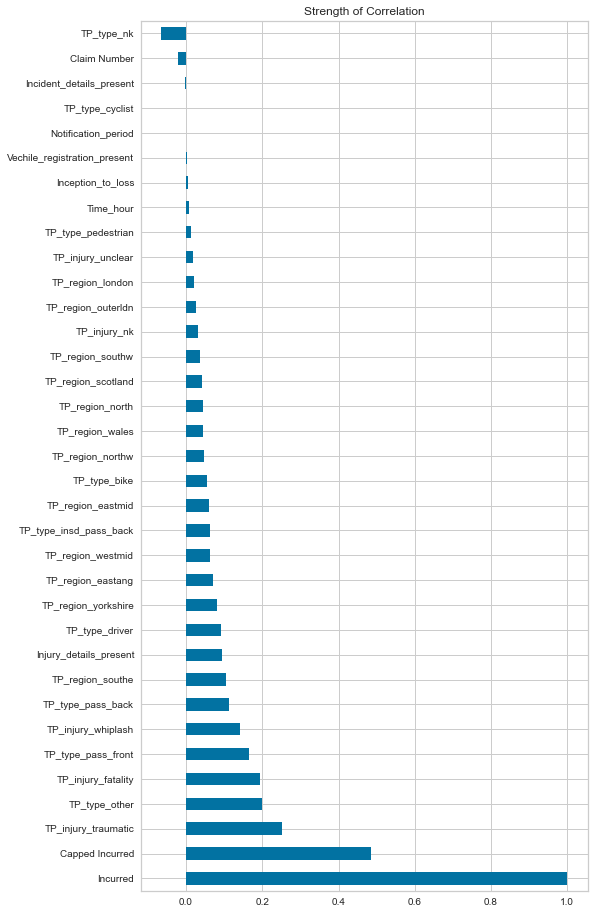 Strength of Correlation
TP_type_nk
Claim Number
Incident_details_present
TP_type_cyclist
Notification_period
Vechile_registration_present
Inception_to_loss
Time_hour
TP_type_pedestrian
TP_injury_unclear
TP_region_london
TP_region_outerldn
TP_injury_nk
TP_region_southw
TP_region_scotland
TP_region_north
TP_region_wales
TP_region_northw
TP_type_bike
TP_region_eastmid
TP_type_insd_pass_back
TP_region_westmid
TP_region_eastang
TP_region_yorkshire
TP_type_driver
Injury_details_present
TP_region_southe
TP_type_pass_back
TP_injury_whiplash
TP_type_pass_front
TP_injury_fatality
TP_type_other
TP_injury_traumatic
Capped Incurred
Incurred
0.0 0.2 0.4 0.6 0.8 1.0